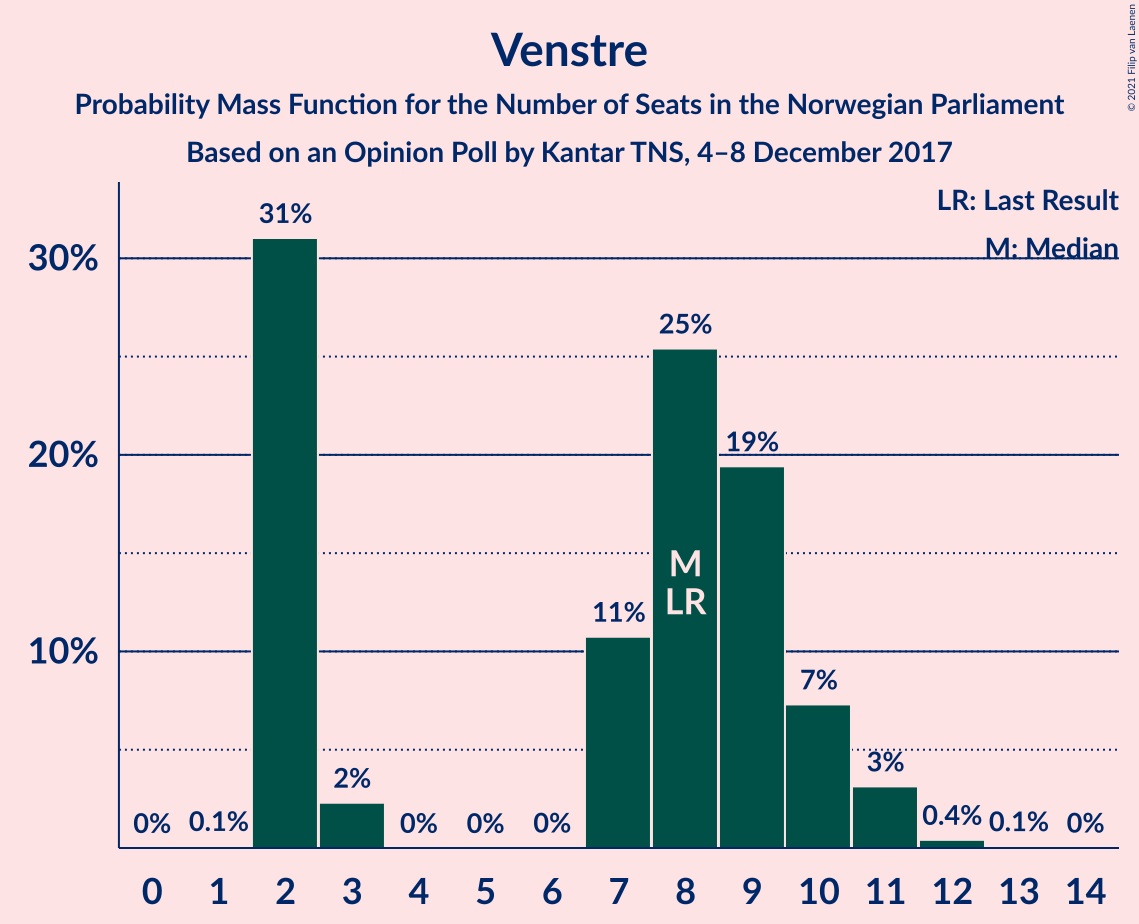 Venstre
Probability Mass Function for the Number of Seats in the Norwegian Parliament
Based on an Opinion Poll by Kantar TNS, 4–8 December 2017
© 2021 Filip van Laenen
LR: Last Result
M: Median
30%
20%
10%
0%
0.1%
31%
2%
0%
0%
0%
11%
25%
19%
7%
3%
0.4%
0.1%
0%
M
LR
0 1 2 3 4 5 6 7 8 9 10 11 12 13 14